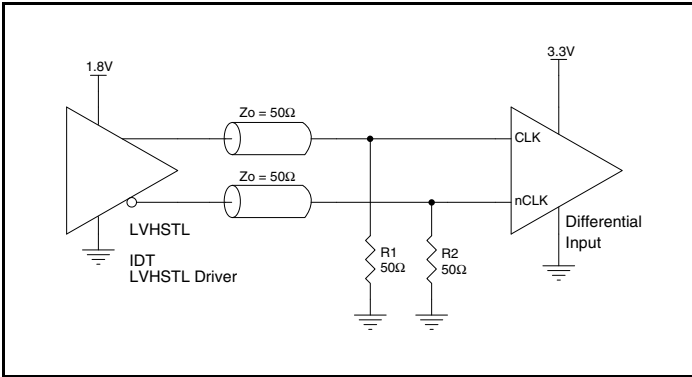 1.8V
3.3V
Zo = 50Ω
CLK
Zo = 50Ω
nCLK
LVHSTL
Differential
Input
IDT
LVHSTL Driver
R1
50Ω
R2
50Ω